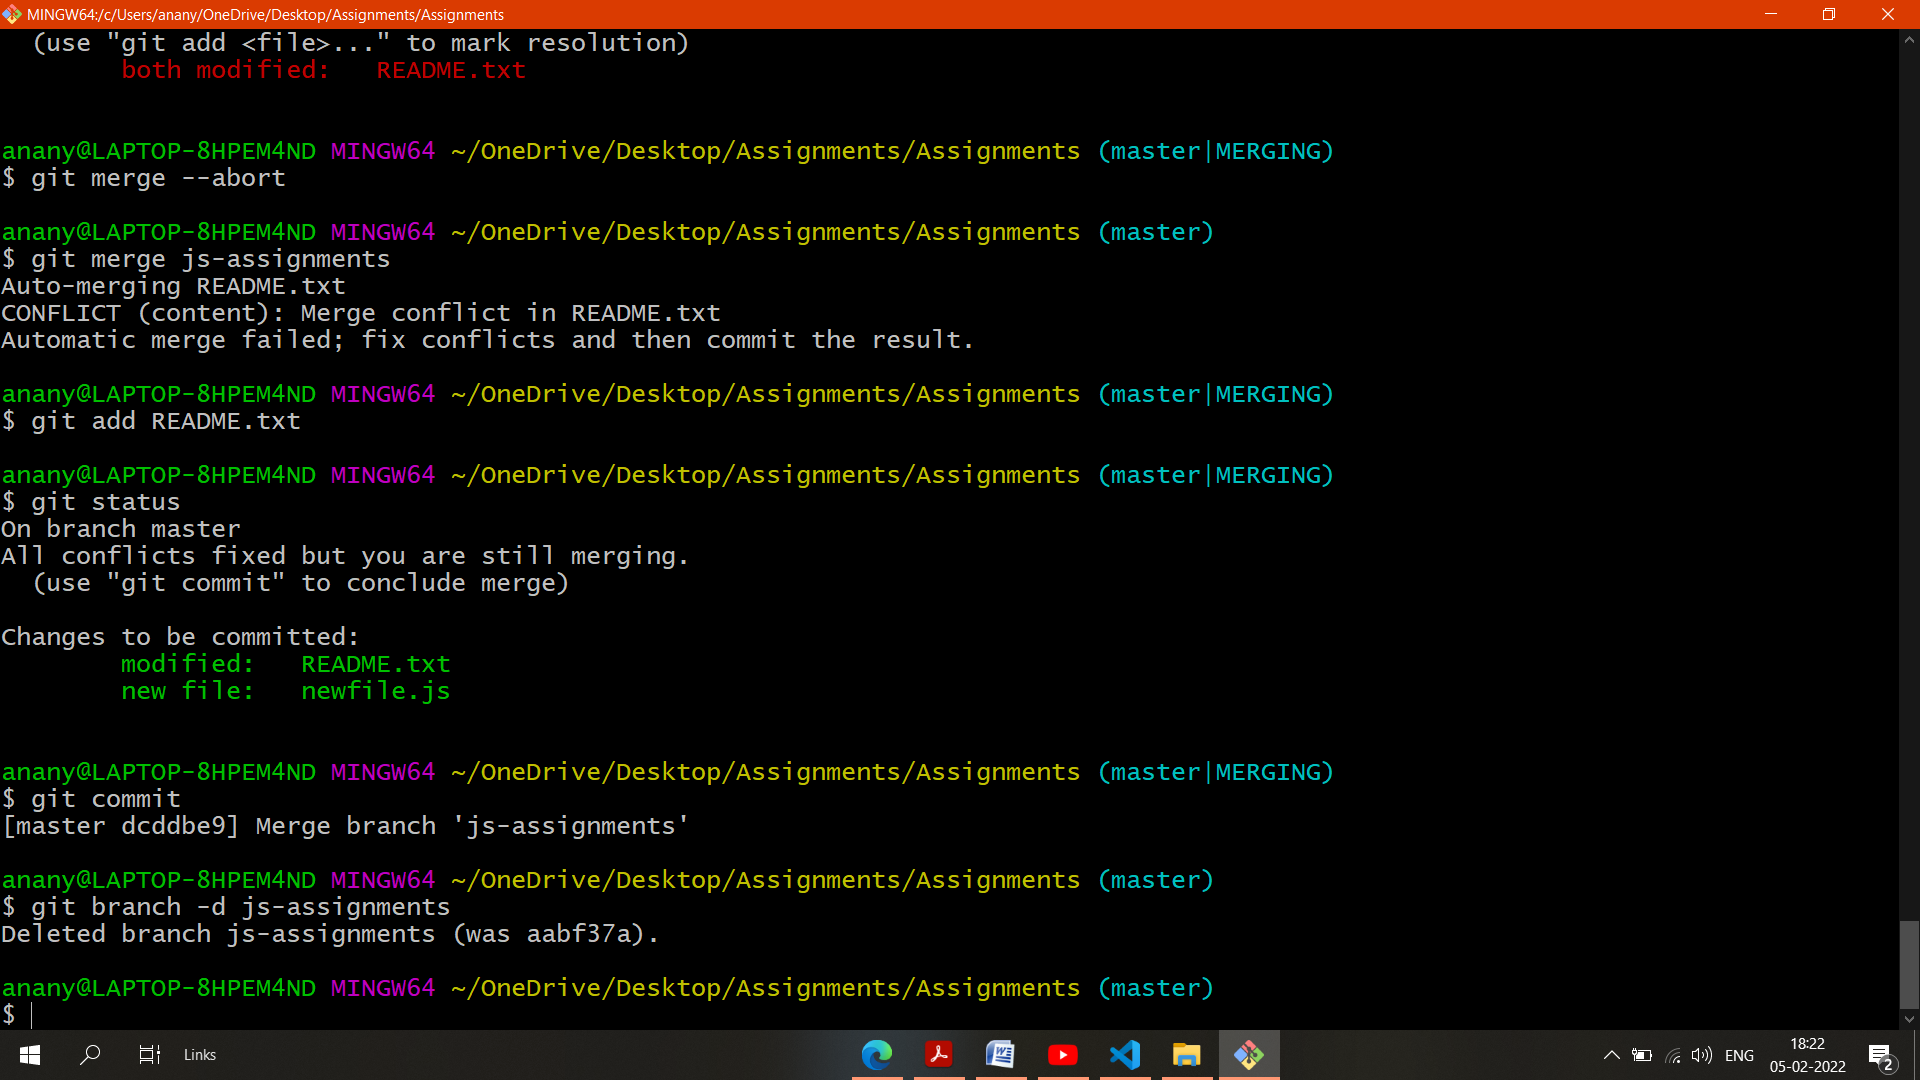 MINGW64:/c/Users/anany/OneDrive/Desktop/Assignments/Assignments
  (use "git add <file>..." to mark resolution)
        both modified:   README.txt
anany@LAPTOP-8HPEM4ND MINGW64 ~/OneDrive/Desktop/Assignments/Assignments (master|MERGING)
$ git merge --abort
anany@LAPTOP-8HPEM4ND MINGW64 ~/OneDrive/Desktop/Assignments/Assignments (master)
$ git merge js-assignments
Auto-merging README.txt
CONFLICT (content): Merge conflict in README.txt
Automatic merge failed; fix conflicts and then commit the result.
anany@LAPTOP-8HPEM4ND MINGW64 ~/OneDrive/Desktop/Assignments/Assignments (master|MERGING)
$ git add README.txt
anany@LAPTOP-8HPEM4ND MINGW64 ~/OneDrive/Desktop/Assignments/Assignments (master|MERGING)
$ git status
On branch master
All conflicts fixed but you are still merging.
  (use "git commit" to conclude merge)
Changes to be committed:
        modified:   README.txt
        new file:   newfile.js
anany@LAPTOP-8HPEM4ND MINGW64 ~/OneDrive/Desktop/Assignments/Assignments (master|MERGING)
$ git commit
[master dcddbe9] Merge branch 'js-assignments'
anany@LAPTOP-8HPEM4ND MINGW64 ~/OneDrive/Desktop/Assignments/Assignments (master)
$ git branch -d js-assignments
Deleted branch js-assignments (was aabf37a).
anany@LAPTOP-8HPEM4ND MINGW64 ~/OneDrive/Desktop/Assignments/Assignments (master)
$
Links
ENG
18:22
05-02-2022
2